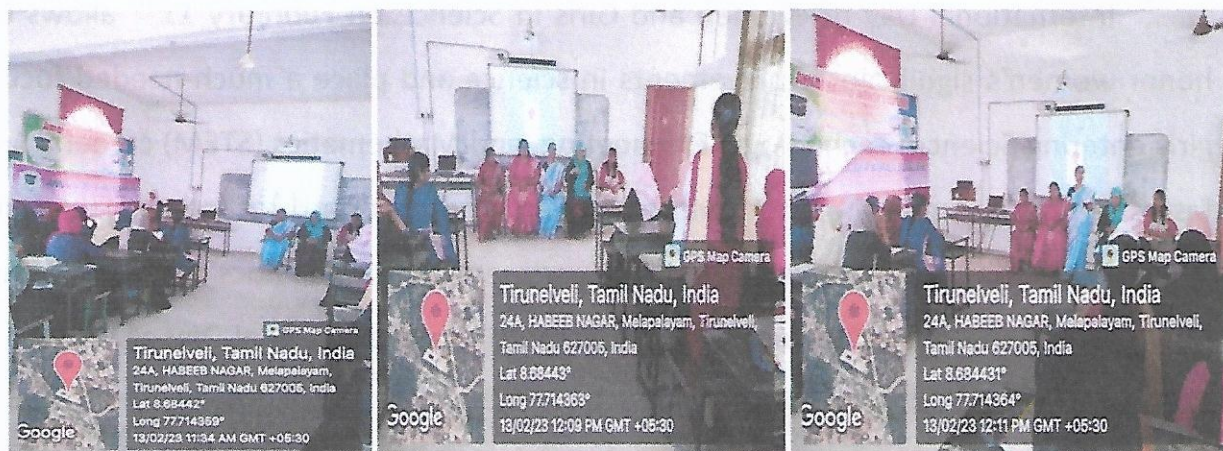 GPS Map Camera
Tirunelveli, Tamil Nadu, India
24A, HABEEB NAGAR, Melapalayam,
Tirunelveli, Tamil Nadu 627005, India
Lat 8.68442°
Long 77.714359°
13/02/23 11:34 AM GMT +05:30
Google
GPS Map Camera
Tirunelveli, Tamil Nadu, India
24A, HABEEB NAGAR, Melapalayam, Tirunelveli,
Tamil Nadu 627005, India
Lat 8.68443°
Long 77.714363°
13/02/23 12:09 PM GMT +05:30
Google
GPS Map Camera
Tirunelveli, Tamil Nadu, India
24A, HABEEB NAGAR, Melapalayam, Tirunelveli,
Tamil Nadu 627005, India
Lat 8.684431°
Long 77.714364°
13/02/23 12:11 PM GMT +05:30
Google